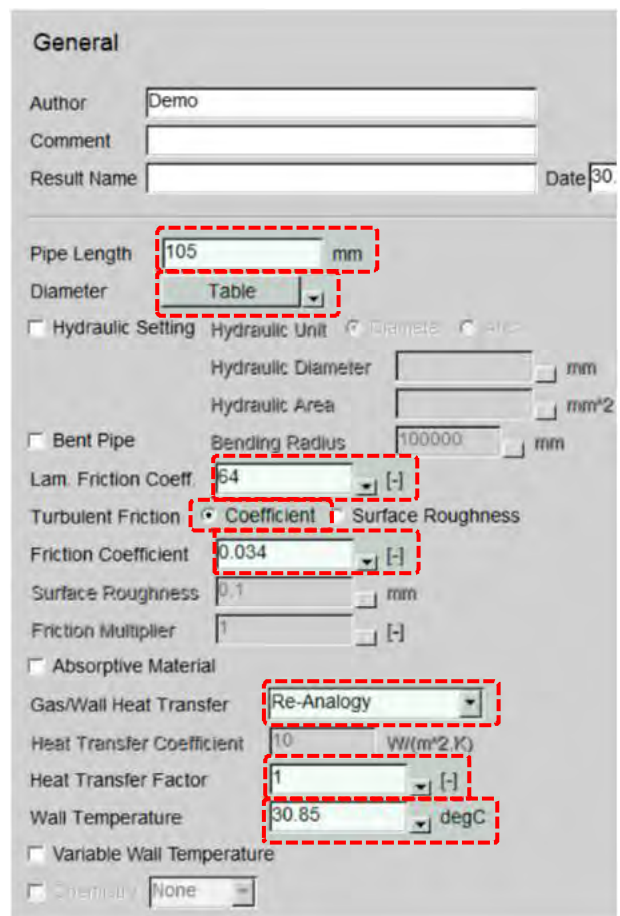 General
Author Demo
Comment
Result Name Date 30.
Pipe Length 105 mm
Diameter Table
Hydraulic Setting Hydraulic Unit Diameter Area
Hydraulic Diameter mm
Hydraulic Area mm^2
Bent Pipe Bending Radius 100000 mm
Lam. Friction Coeff. 64 [-]
Turbulent Friction Coefficient Surface Roughness
Friction Coefficient 0.034 [-]
Surface Roughness 0.1 mm
Friction Multiplier 1 [-]
Absorptive Material
Gas/Wall Heat Transfer Re-Analogy
Heat Transfer Coefficient 10 W/(m^2.K)
Heat Transfer Factor 1 [-]
Wall Temperature 30.85 degC
Variable Wall Temperature
Chemistry None